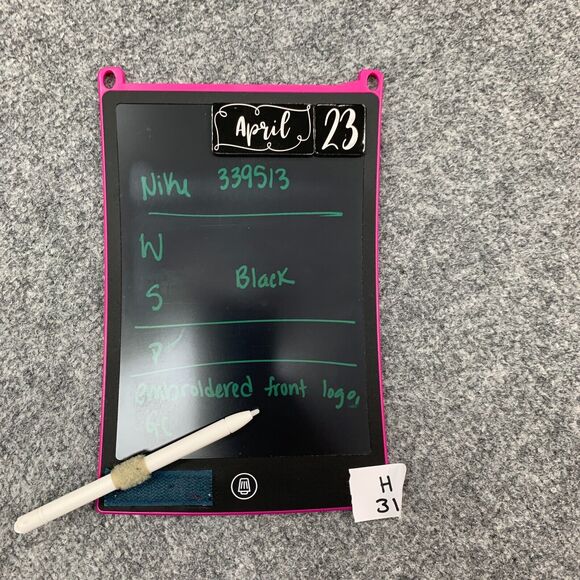 April 23
Nike 339513
W
S Black
embroidered front logo,
H
31